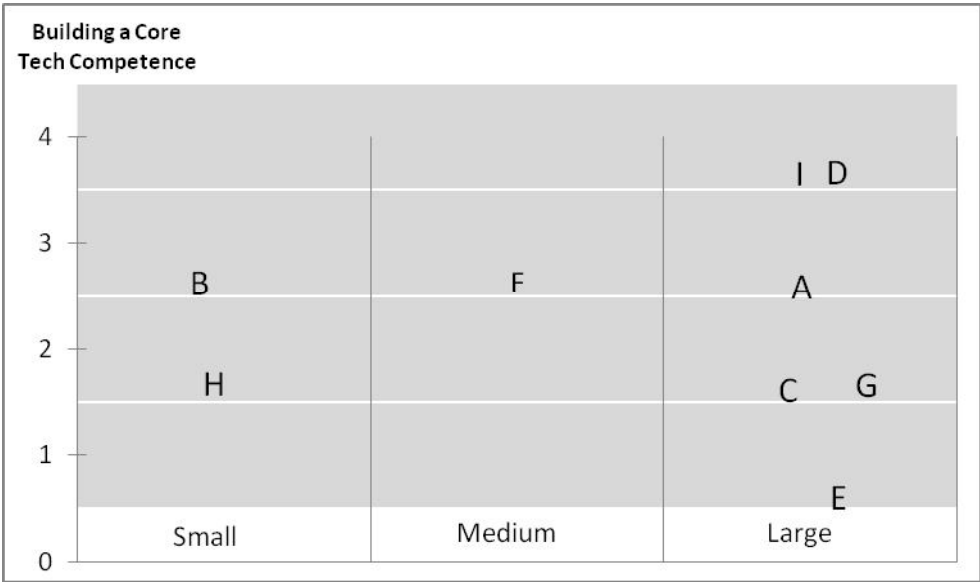 Building a Core
Tech Competence
4
I D
3
B F A
2
H C G
1
E
Small Medium Large
0